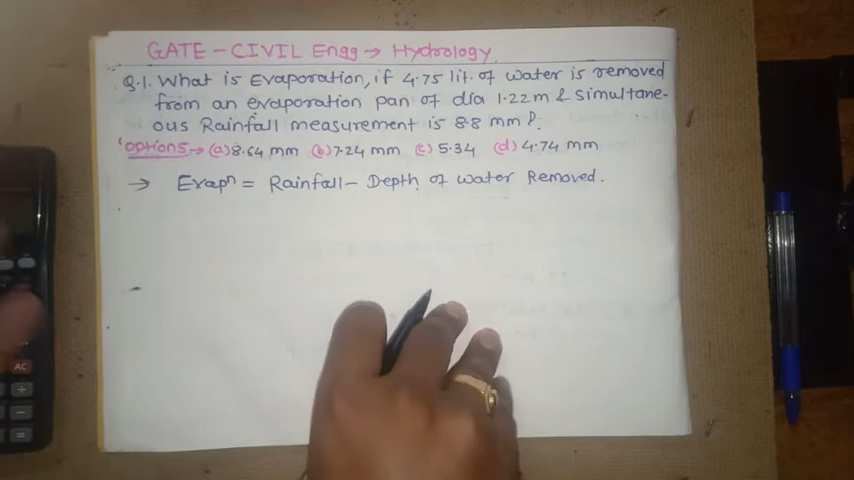 GATE-CIVIL Engg → Hydrology
Q.1. What is Evaporation, if 4.75 lit. of water is removed
from an evaporation pan of dia 1.22m & Simultane-
ous Rainfall measurement is 8.8 mm ?.
'options → (a) 8.64 mm (b) 7.24 mm (c) 5.34 (d) 4.74 mm
→ Evapⁿ = Rainfall - Depth of water Removed.
AC